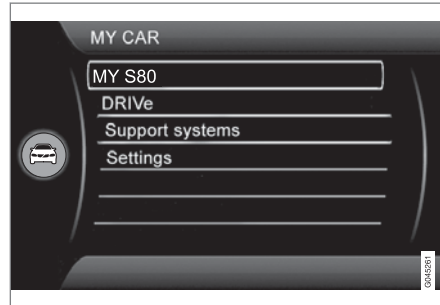 MY CAR
MY S80
DRIVe
Support systems
Settings
G045261